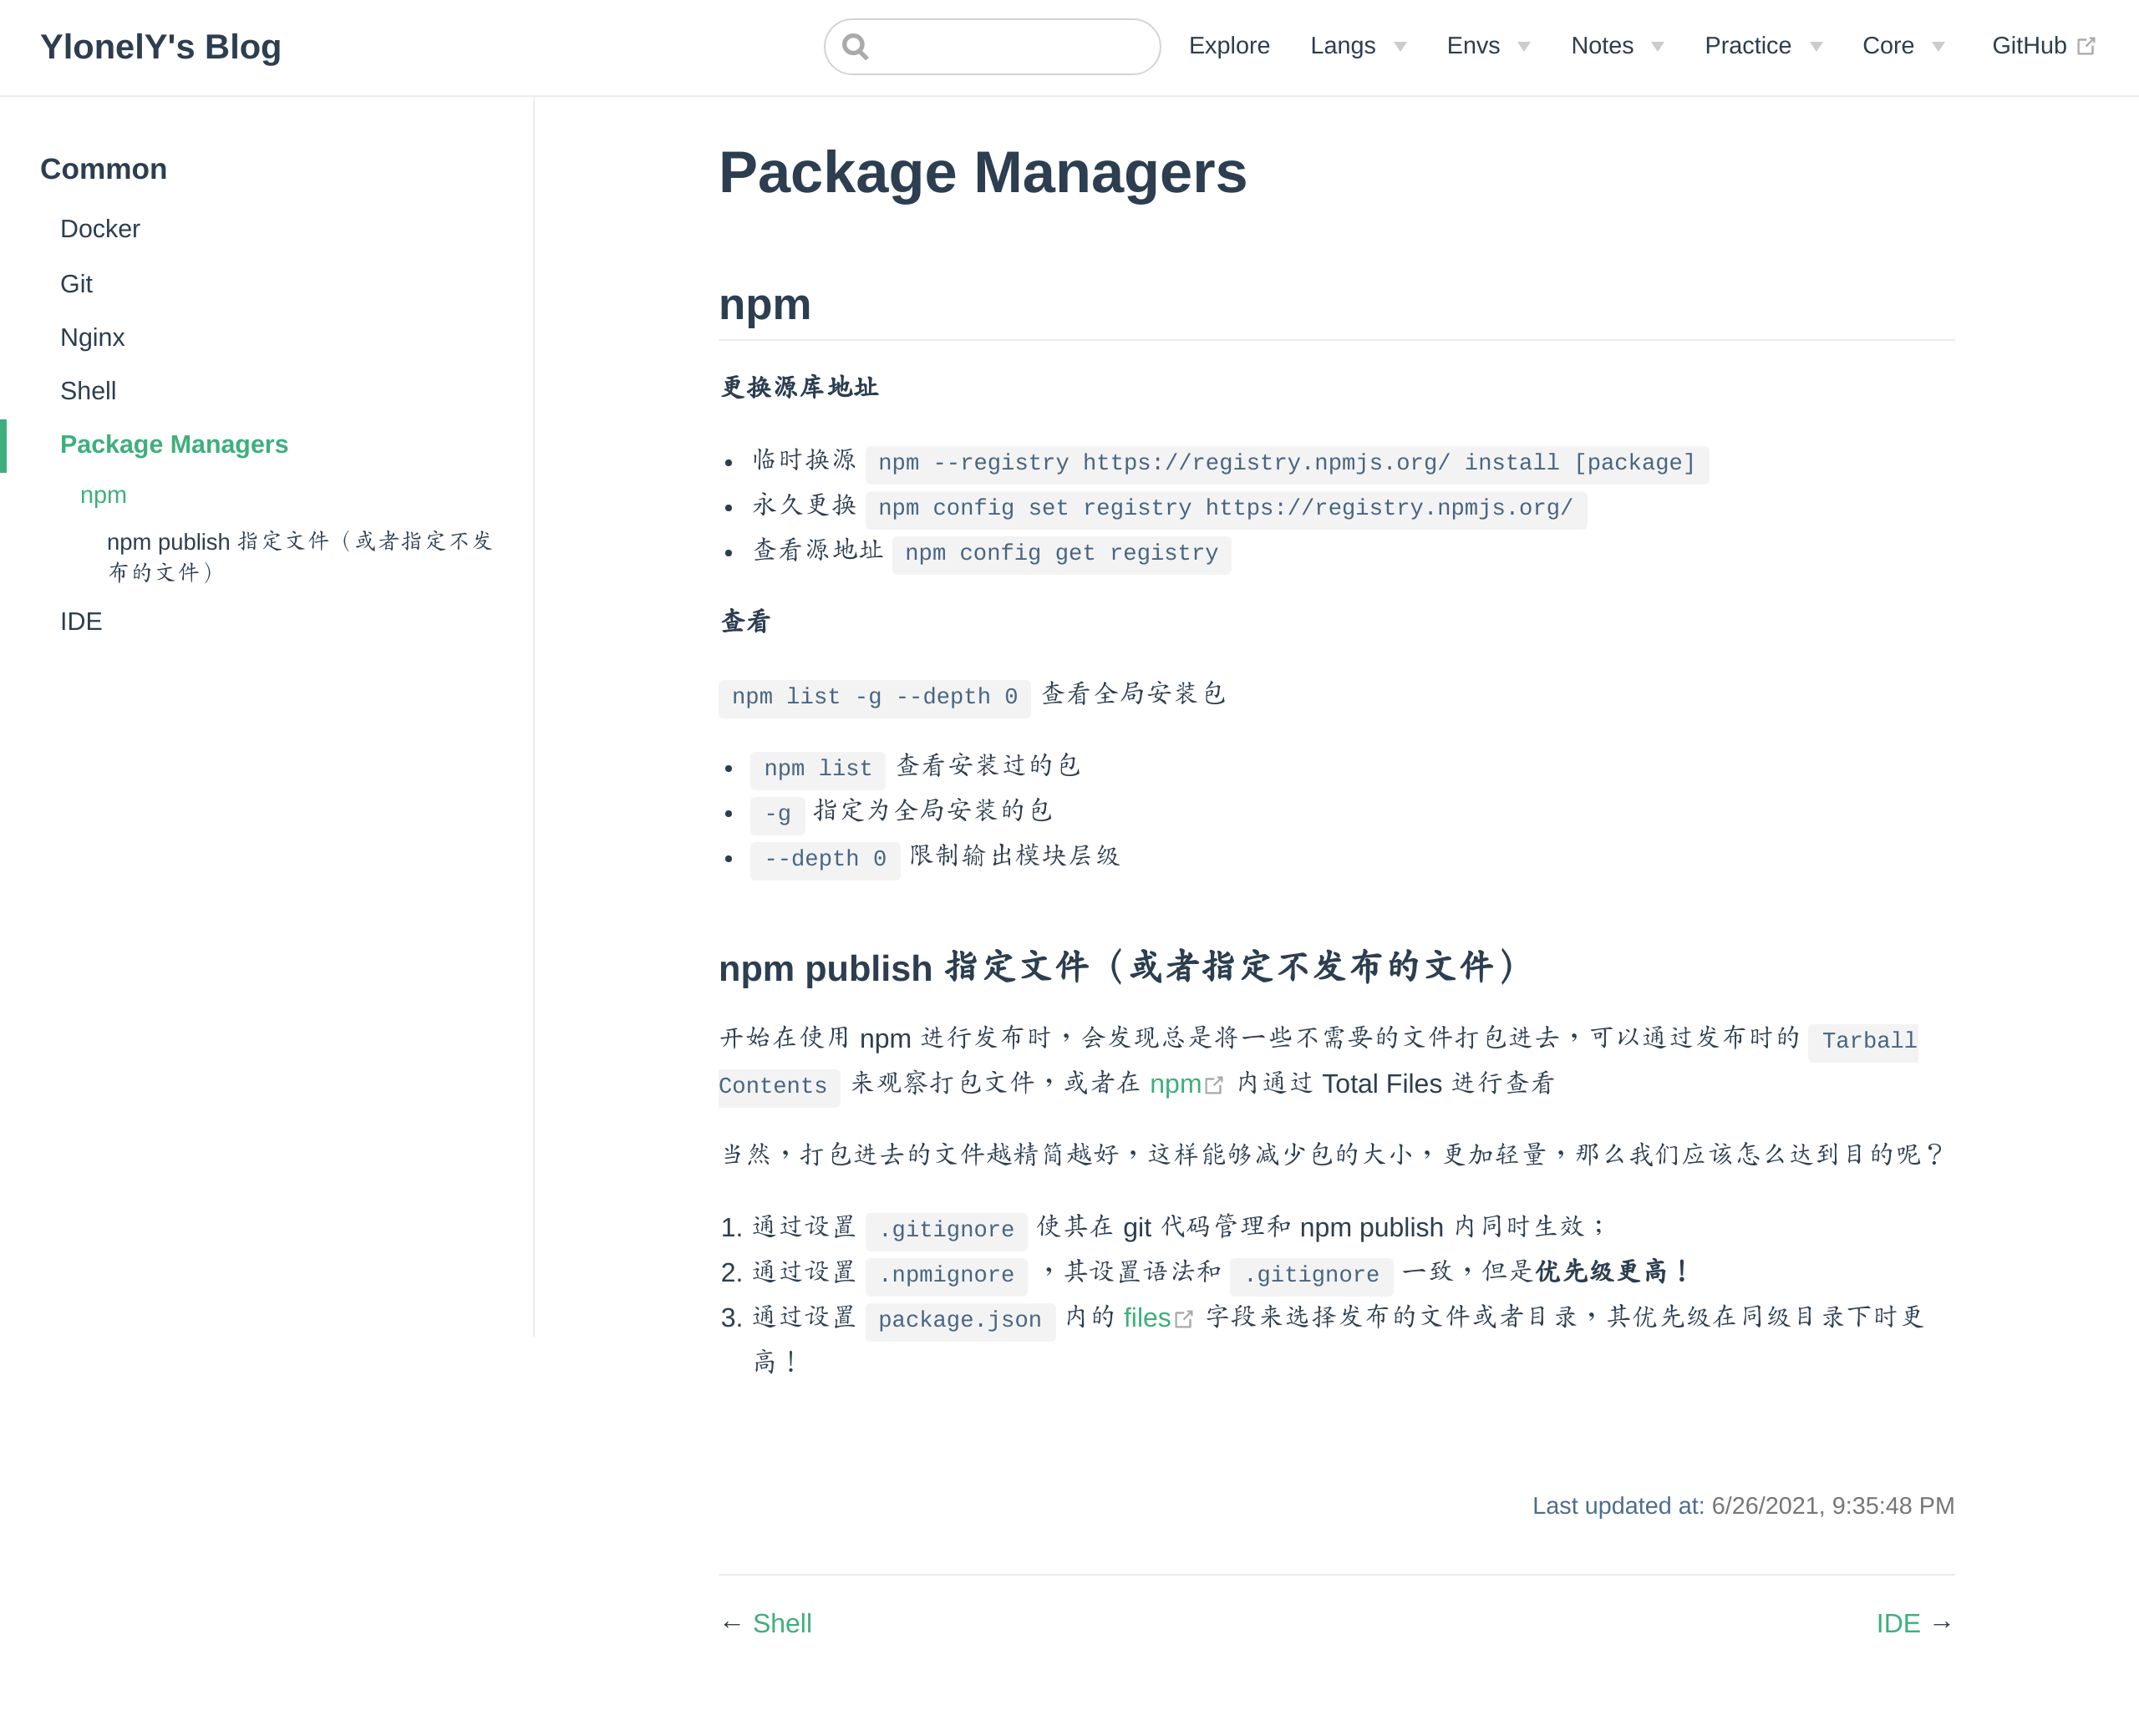 YlonelY's Blog
Explore
Langs
Envs
Notes
Practice
Core
GitHub
Common
Docker
Git
Nginx
Shell
Package Managers
npm
npm publish 指定文件（或者指定不发
布的文件）
IDE
Package Managers
npm
更换源库地址
• 临时换源 npm --registry https://registry.npmjs.org/ install [package]
• 永久更换 npm config set registry https://registry.npmjs.org/
• 查看源地址 npm config get registry
查看
npm list -g --depth 0 查看全局安装包
• npm list 查看安装过的包
• -g 指定为全局安装的包
• --depth 0 限制输出模块层级
npm publish 指定文件（或者指定不发布的文件）
开始在使用 npm 进行发布时，会发现总是将一些不需要的文件打包进去，可以通过发布时的 Tarball
Contents 来观察打包文件，或者在 npm 内通过 Total Files 进行查看
当然，打包进去的文件越精简越好，这样能够减少包的大小，更加轻量，那么我们应该怎么达到目的呢？
1. 通过设置 .gitignore 使其在 git 代码管理和 npm publish 内同时生效；
2. 通过设置 .npmignore ，其设置语法和 .gitignore 一致，但是优先级更高！
3. 通过设置 package.json 内的 files 字段来选择发布的文件或者目录，其优先级在同级目录下时更
高！
Last updated at: 6/26/2021, 9:35:48 PM
← Shell
IDE →